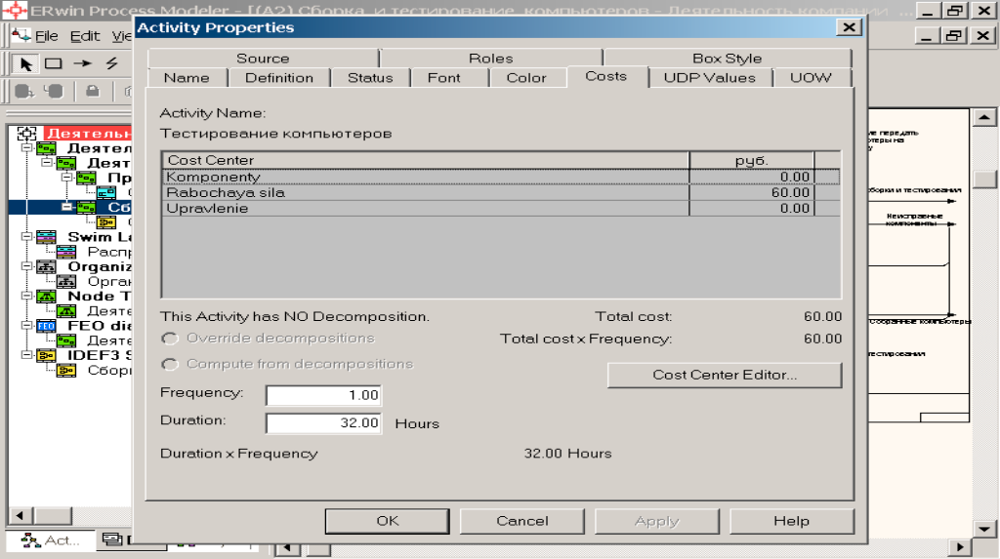 ERwin Process Modeler - [(A2) Сборка и тестирование компьютеров - Деятельность компании ...
File Edit Vie
Activity Properties
Source Roles Box Style
Name Definition Status Font Color Costs UDP Values UOW
Activity Name:
Тестирование компьютеров
Cost Center руб.
Komponenty 0.00
Rabochaya sila 60.00
Upravlenie 0.00
This Activity has NO Decomposition.
Total cost: 60.00
Override decompositions
Total cost x Frequency: 60.00
Compute from decompositions
Cost Center Editor...
Frequency: 1.00
Duration: 32.00 Hours
Duration x Frequency 32.00 Hours
OK Cancel Apply Help
Деятельн
Деятел
Деят
Пр
Сб
Swim La
Распр
Organiz
Орган
Node T
Деяте
FEO dia
Деяте
IDEF3 S
Сбор
Act...
передать
борки и тестирования
Неисправные
компоненты
Собранные компьютеры
тестирования